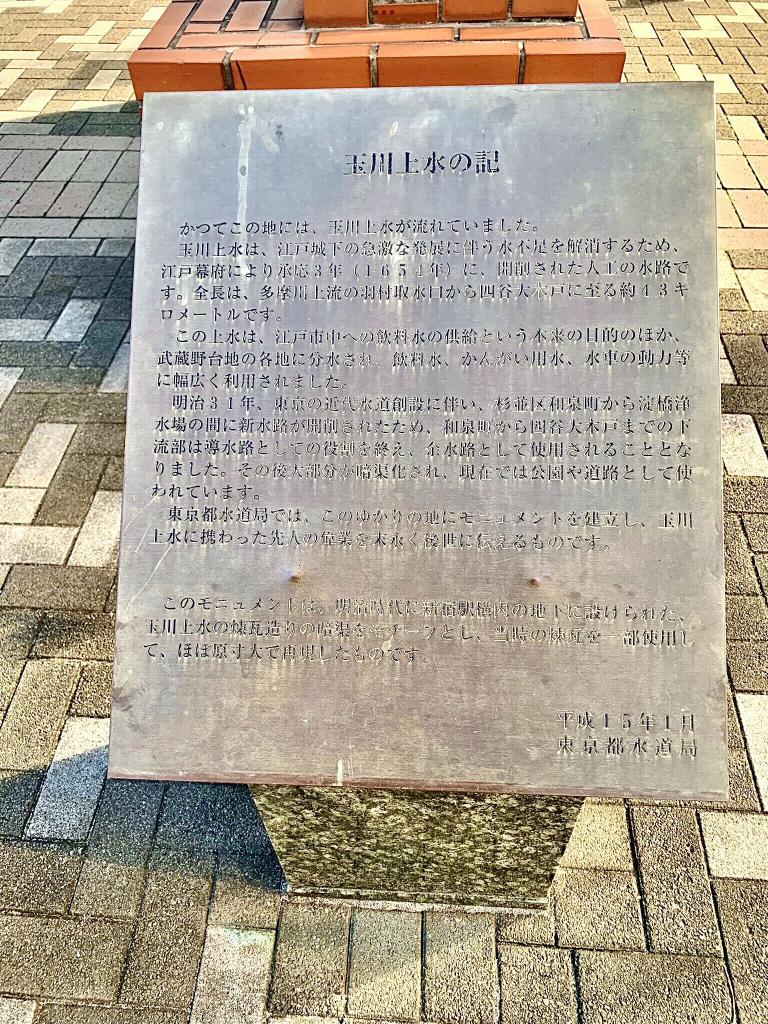 玉川上水の記
かつてこの地には、玉川上水が流れていました。
玉川上水は、江戸城下の急激な発展に伴う水不足を解消するため、
江戸幕府により承応3年(1654年)に、開削された人工の水路で
す。全長は、多摩川上流の羽村取水口から四谷大木戸に至る約43キ
ロメートルです。
この上水は、江戸市中への飲料水の供給という本来の目的のほか、
武蔵野台地の各地に分水され、飲料水、かんがい用水、水車の動力等
に幅広く利用されました。
明治31年、東京の近代水道創設に伴い、杉並区和泉町から淀橋浄
水場の間に新水路が開削されたため、和泉町から四谷大木戸までの下
流部は導水路としての役割を終え、余水路として使用されることとな
りました。その後大部分が暗渠化され、現在では公園や道路として使
われています。
東京都水道局では、このゆかりの地にモニュメントを建立し、玉川
上水に携わった先人の偉業を末永く後世に伝えるものです。
このモニュメントは、明治時代に新宿駅構内の地下に設けられた、
玉川上水の煉瓦造りの暗渠をモチーフとし、当時の煉瓦を一部使用し
て、ほぼ原寸大で再現したものです。
平成15年1月
東京都水道局